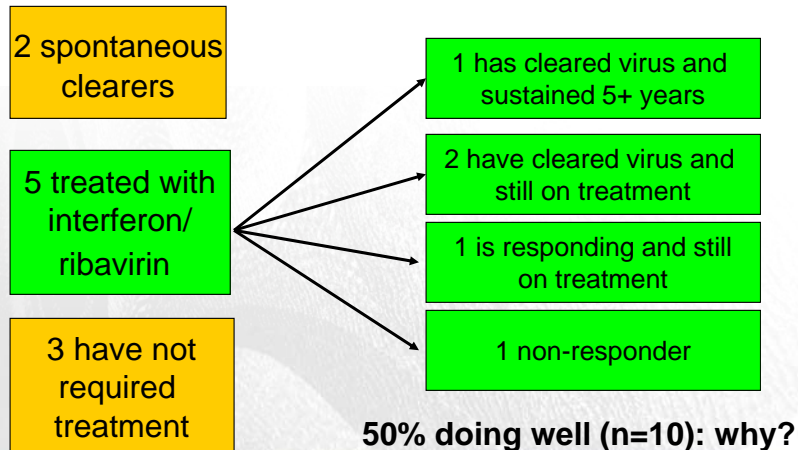 2 spontaneous
clearers
5 treated with
interferon/
ribavirin
3 have not
required
treatment
1 has cleared virus and
sustained 5+ years
2 have cleared virus and
still on treatment
1 is responding and still
on treatment
1 non-responder
50% doing well (n=10): why?